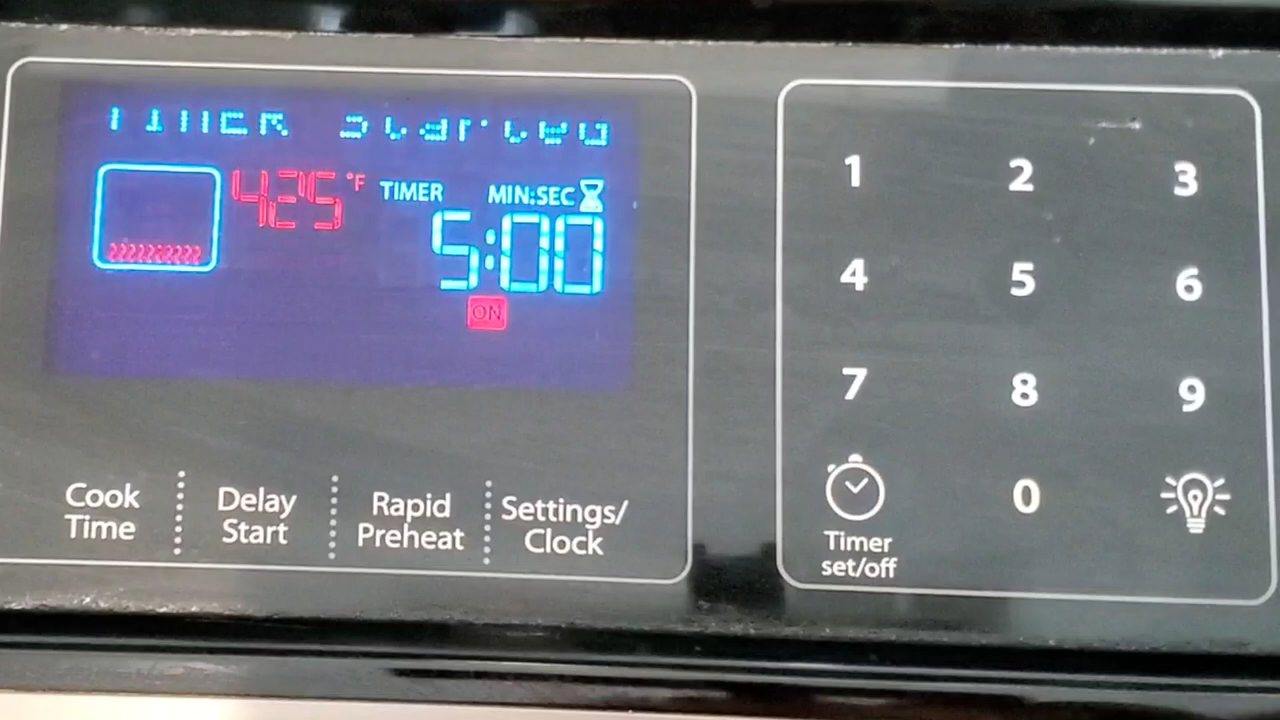 TIMER started
425 °F TIMER MIN:SEC
5:00
ON
Cook Time
Delay Start
Rapid Preheat
Settings/ Clock
1 2 3
4 5 6
7 8 9
0
Timer
set/off